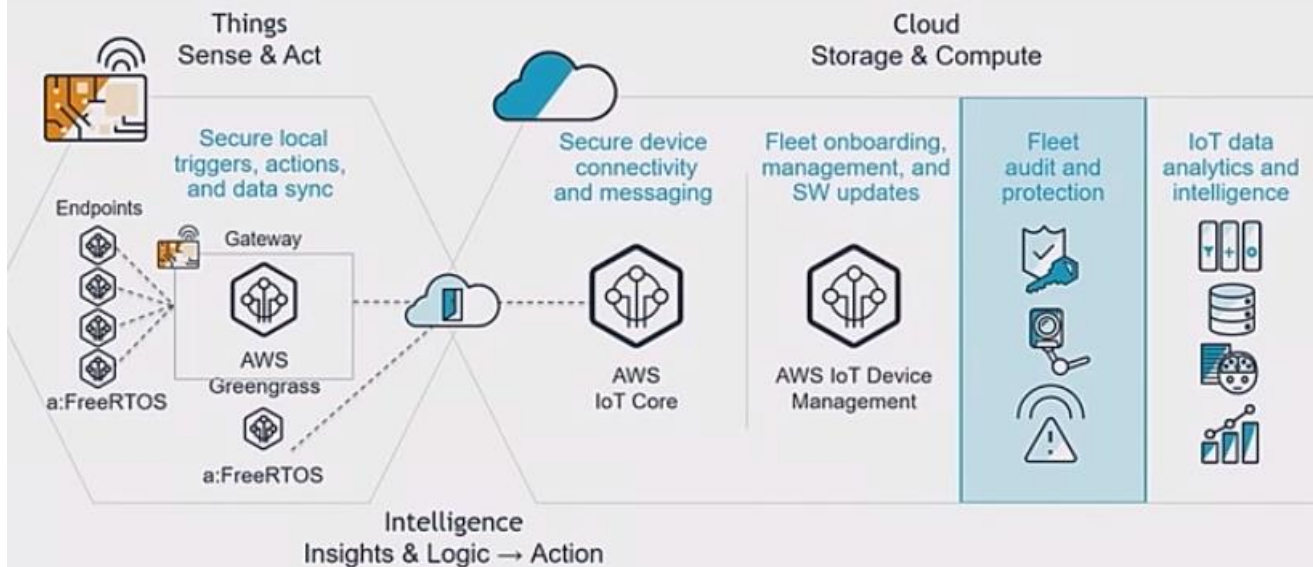 Things
Sense & Act
Cloud
Storage & Compute
Secure local
triggers, actions,
and data sync
Endpoints
Gateway
AWS
Greengrass
a:FreeRTOS
a:FreeRTOS
Secure device
connectivity
and messaging
AWS
IoT Core
Fleet onboarding,
management, and
SW updates
AWS IoT Device
Management
Fleet
audit and
protection
IoT data
analytics and
intelligence
Intelligence
Insights & Logic → Action